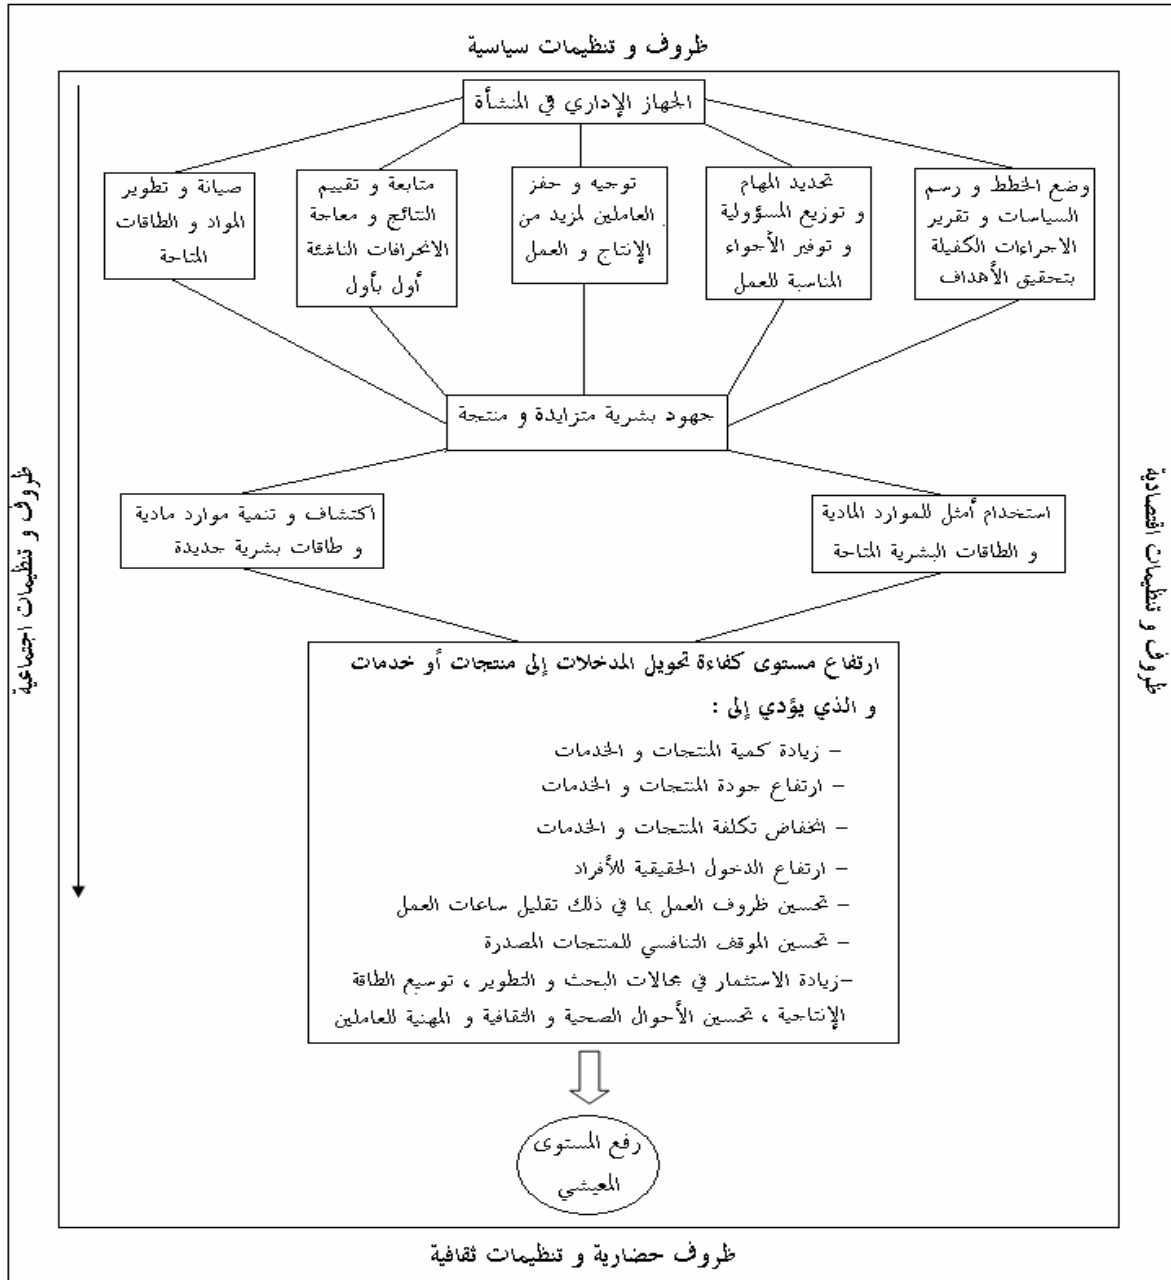 ظروف و تنظيمات سياسية
الجهاز الإداري في المنشأة
وضع الخطط و رسم
السياسات و تقرير
الاجراءات الكفيلة
بتحقيق الأهداف
تحديد المهام
و توزيع المسؤولية
و توفير الأجواء
المناسبة للعمل
توجيه و حفز
العاملين لمزيد من
الإنتاج و العمل
متابعة و تقييم
النتائج و معالجة
الانحرافات الناشئة
أول بأول
صيانة و تطوير
المواد و الطاقات
المتاحة
جهود بشرية متزايدة و منتجة
استخدام أمثل للموارد المادية
و الطاقات البشرية المتاحة
اكتشاف و تنمية موارد مادية
و طاقات بشرية جديدة
ظروف و تنظيمات اقتصادية
ظروف و تنظيمات اجتماعية
ارتفاع مستوى كفاءة تحويل المدخلات إلى منتجات أو خدمات
و الذي يؤدي إلى :
– زيادة كمية المنتجات و الخدمات
– ارتفاع جودة المنتجات و الخدمات
– انخفاض تكلفة المنتجات و الخدمات
– ارتفاع الدخول الحقيقية للأفراد
– تحسين ظروف العمل بما في ذلك تقليل ساعات العمل
– تحسين الموقف التنافسي للمنتجات المصدرة
–زيادة الاستثمار في مجالات البحث و التطوير ، توسيع الطاقة
الإنتاجية ، تحسين الأحوال الصحية و الثقافية و المهنية للعاملين
رفع المستوى
المعيشي
ظروف حضارية و تنظيمات ثقافية